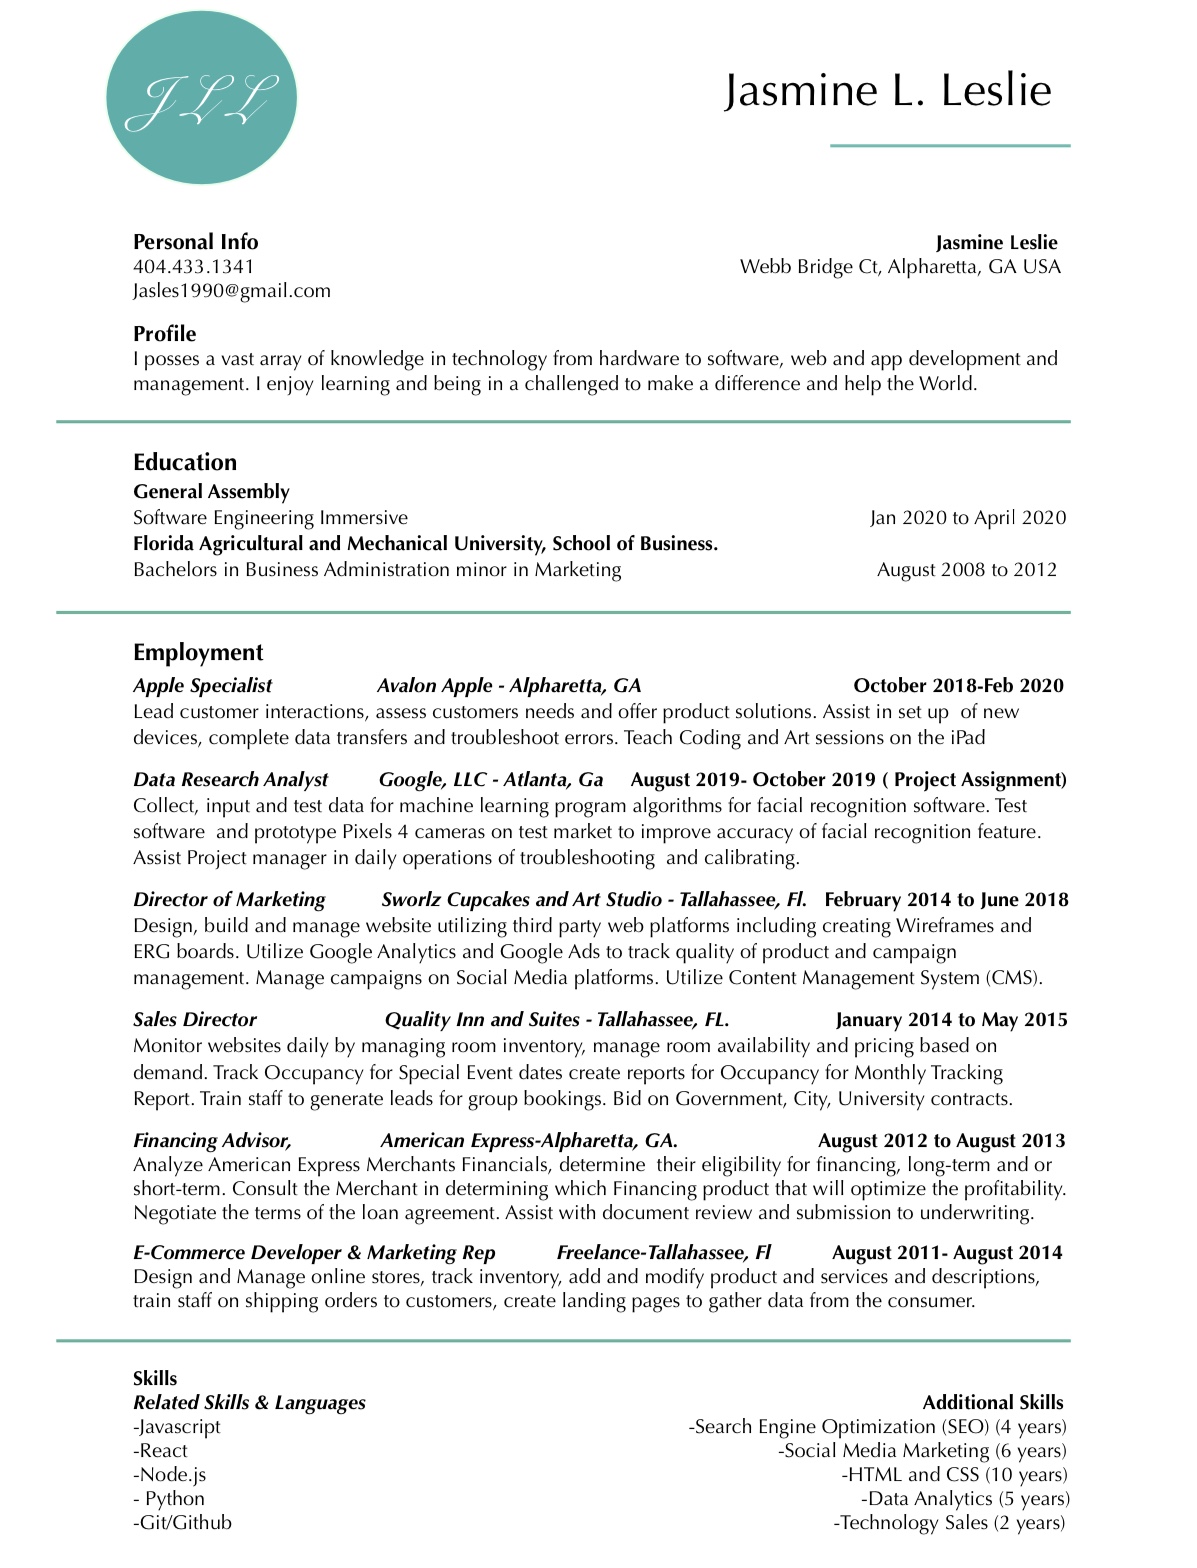 JLL
Jasmine L. Leslie
Personal Info
Jasmine Leslie
404.433.1341
Webb Bridge Ct, Alpharetta, GA USA
Jasles1990@gmail.com
Profile
I posses a vast array of knowledge in technology from hardware to software, web and app development and
management. I enjoy learning and being in a challenged to make a difference and help the World.
Education
General Assembly
Software Engineering Immersive Jan 2020 to April 2020
Florida Agricultural and Mechanical University, School of Business.
Bachelors in Business Administration minor in Marketing August 2008 to 2012
Employment
Apple Specialist Avalon Apple - Alpharetta, GA October 2018-Feb 2020
Lead customer interactions, assess customers needs and offer product solutions. Assist in set up  of new
devices, complete data transfers and troubleshoot errors. Teach Coding and Art sessions on the iPad
Data Research Analyst Google, LLC - Atlanta, Ga August 2019- October 2019 ( Project Assignment)
Collect, input and test data for machine learning program algorithms for facial recognition software. Test
software  and prototype Pixels 4 cameras on test market to improve accuracy of facial recognition feature.
Assist Project manager in daily operations of troubleshooting  and calibrating.
Director of Marketing Sworlz Cupcakes and Art Studio - Tallahassee, Fl. February 2014 to June 2018
Design, build and manage website utilizing third party web platforms including creating Wireframes and
ERG boards. Utilize Google Analytics and Google Ads to track quality of product and campaign
management. Manage campaigns on Social Media platforms. Utilize Content Management System (CMS).
Sales Director Quality Inn and Suites - Tallahassee, FL. January 2014 to May 2015
Monitor websites daily by managing room inventory, manage room availability and pricing based on
demand. Track Occupancy for Special Event dates create reports for Occupancy for Monthly Tracking
Report. Train staff to generate leads for group bookings. Bid on Government, City, University contracts.
Financing Advisor, American Express-Alpharetta, GA. August 2012 to August 2013
Analyze American Express Merchants Financials, determine  their eligibility for financing, long-term and or
short-term. Consult the Merchant in determining which Financing product that will optimize the profitability.
Negotiate the terms of the loan agreement. Assist with document review and submission to underwriting.
E-Commerce Developer & Marketing Rep Freelance-Tallahassee, Fl August 2011- August 2014
Design and Manage online stores, track inventory, add and modify product and services and descriptions,
train staff on shipping orders to customers, create landing pages to gather data from the consumer.
Skills
Related Skills & Languages Additional Skills
-Javascript -Search Engine Optimization (SEO) (4 years)
-React -Social Media Marketing (6 years)
-Node.js -HTML and CSS (10 years)
- Python -Data Analytics (5 years)
-Git/Github -Technology Sales (2 years)